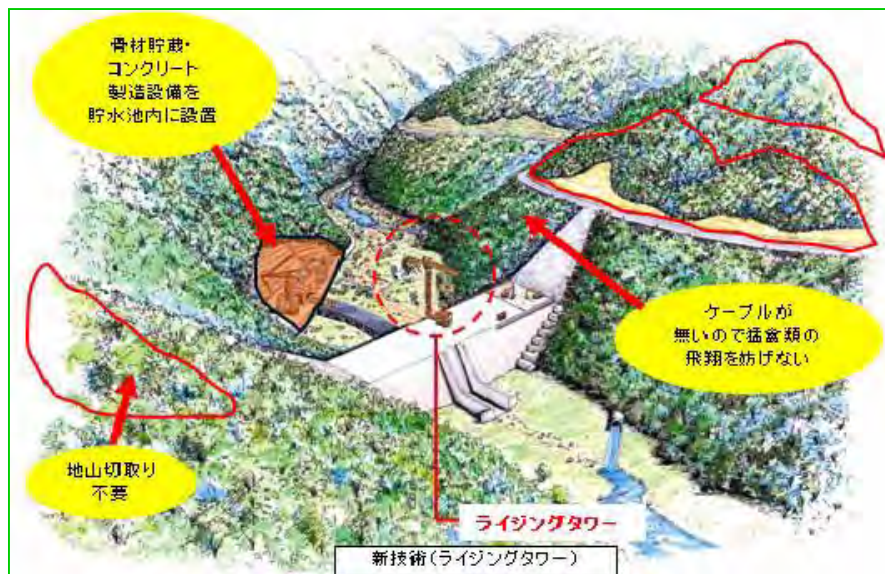 骨材貯蔵・
コンクリート
製造設備を
貯水池内に設置
ケーブルが
無いので猛禽類の
飛翔を妨げない
地山切取り
不要
ライジングタワー
新技術(ライジングタワー)